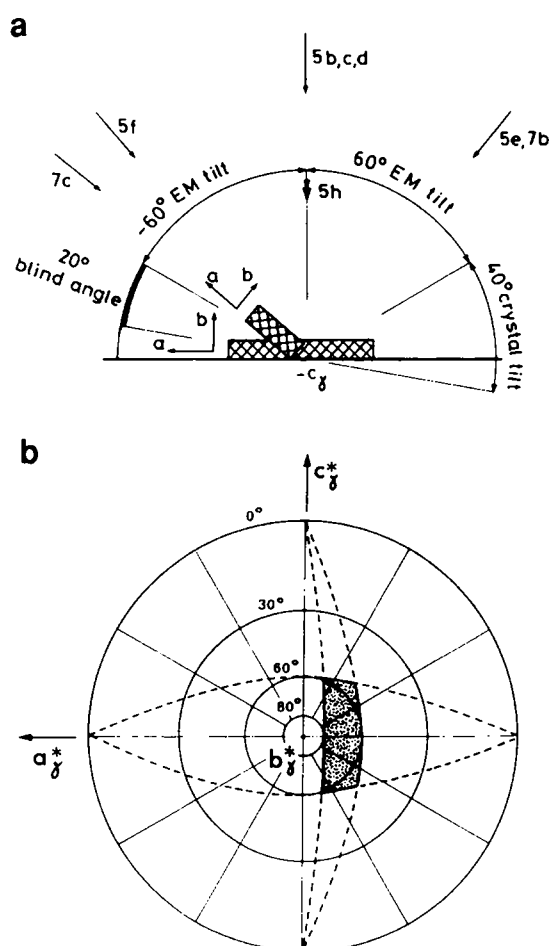 a
5b,c,d
5f
5e,7b
7c
-60° EM tilt
60° EM tilt
5h
20°
blind angle
40° crystal tilt
a b
b
a
-cγ
b
c*γ
0°
30°
60°
80°
a*γ
b*γ